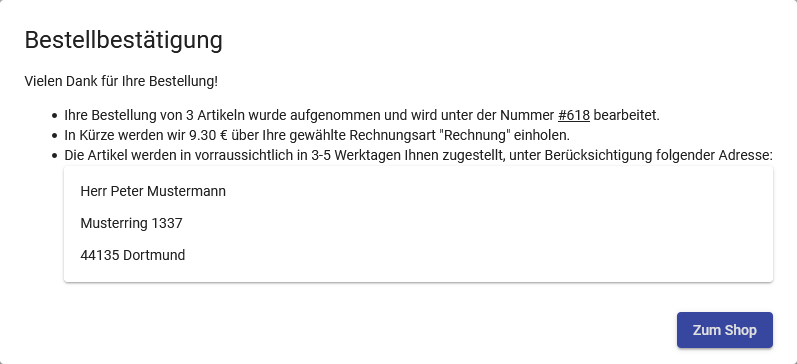 Bestellbestätigung
Vielen Dank für Ihre Bestellung!
• Ihre Bestellung von 3 Artikeln wurde aufgenommen und wird unter der Nummer #618 bearbeitet.
• In Kürze werden wir 9.30 € über Ihre gewählte Rechnungsart "Rechnung" einholen.
• Die Artikel werden in vorraussichtlich in 3-5 Werktagen Ihnen zugestellt, unter Berücksichtigung folgender Adresse:
Herr Peter Mustermann
Musterring 1337
44135 Dortmund
Zum Shop